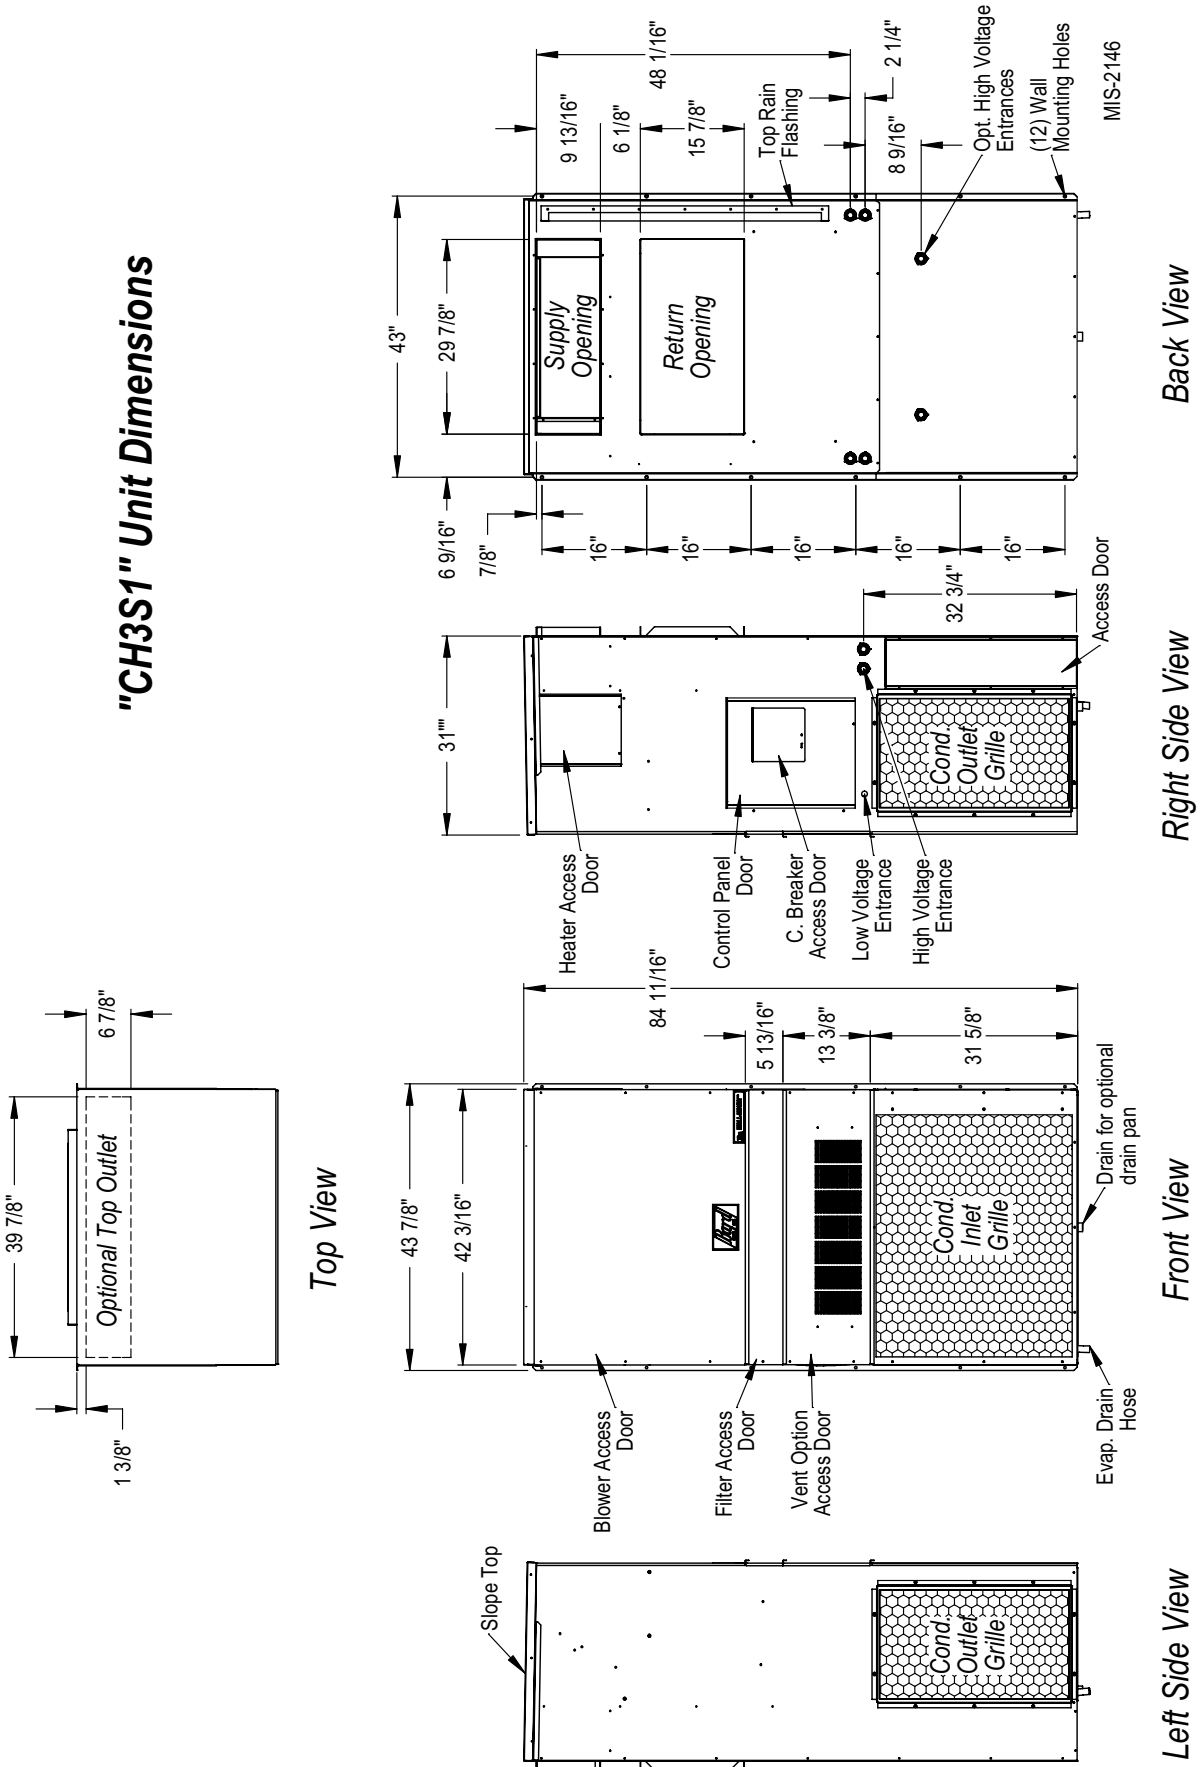 "CH3S1" Unit Dimensions
39 7/8"
6 7/8"
1 3/8"
Optional Top Outlet
Top View
Slope Top
Cond.
Outlet
Grille
Left Side View
43 7/8"
42 3/16"
84 11/16"
5 13/16"
13 3/8"
31 5/8"
Blower Access
Door
Filter Access
Door
Vent Option
Access Door
Evap. Drain
Hose
Drain for optional
drain pan
Bard
Cond.
Inlet
Grille
Front View
31""
Heater Access
Door
Control Panel
Door
C. Breaker
Access Door
Low Voltage
Entrance
High Voltage
Entrance
Cond.
Outlet
Grille
32 3/4"
Access Door
Right Side View
43"
29 7/8"
6 9/16"
7/8"
16"
16"
16"
16"
16"
Supply
Opening
Return
Opening
9 13/16"
6 1/8"
15 7/8"
48 1/16"
Top Rain
Flashing
2 1/4"
8 9/16"
Opt. High Voltage
Entrances
(12) Wall
Mounting Holes
MIS-2146
Back View